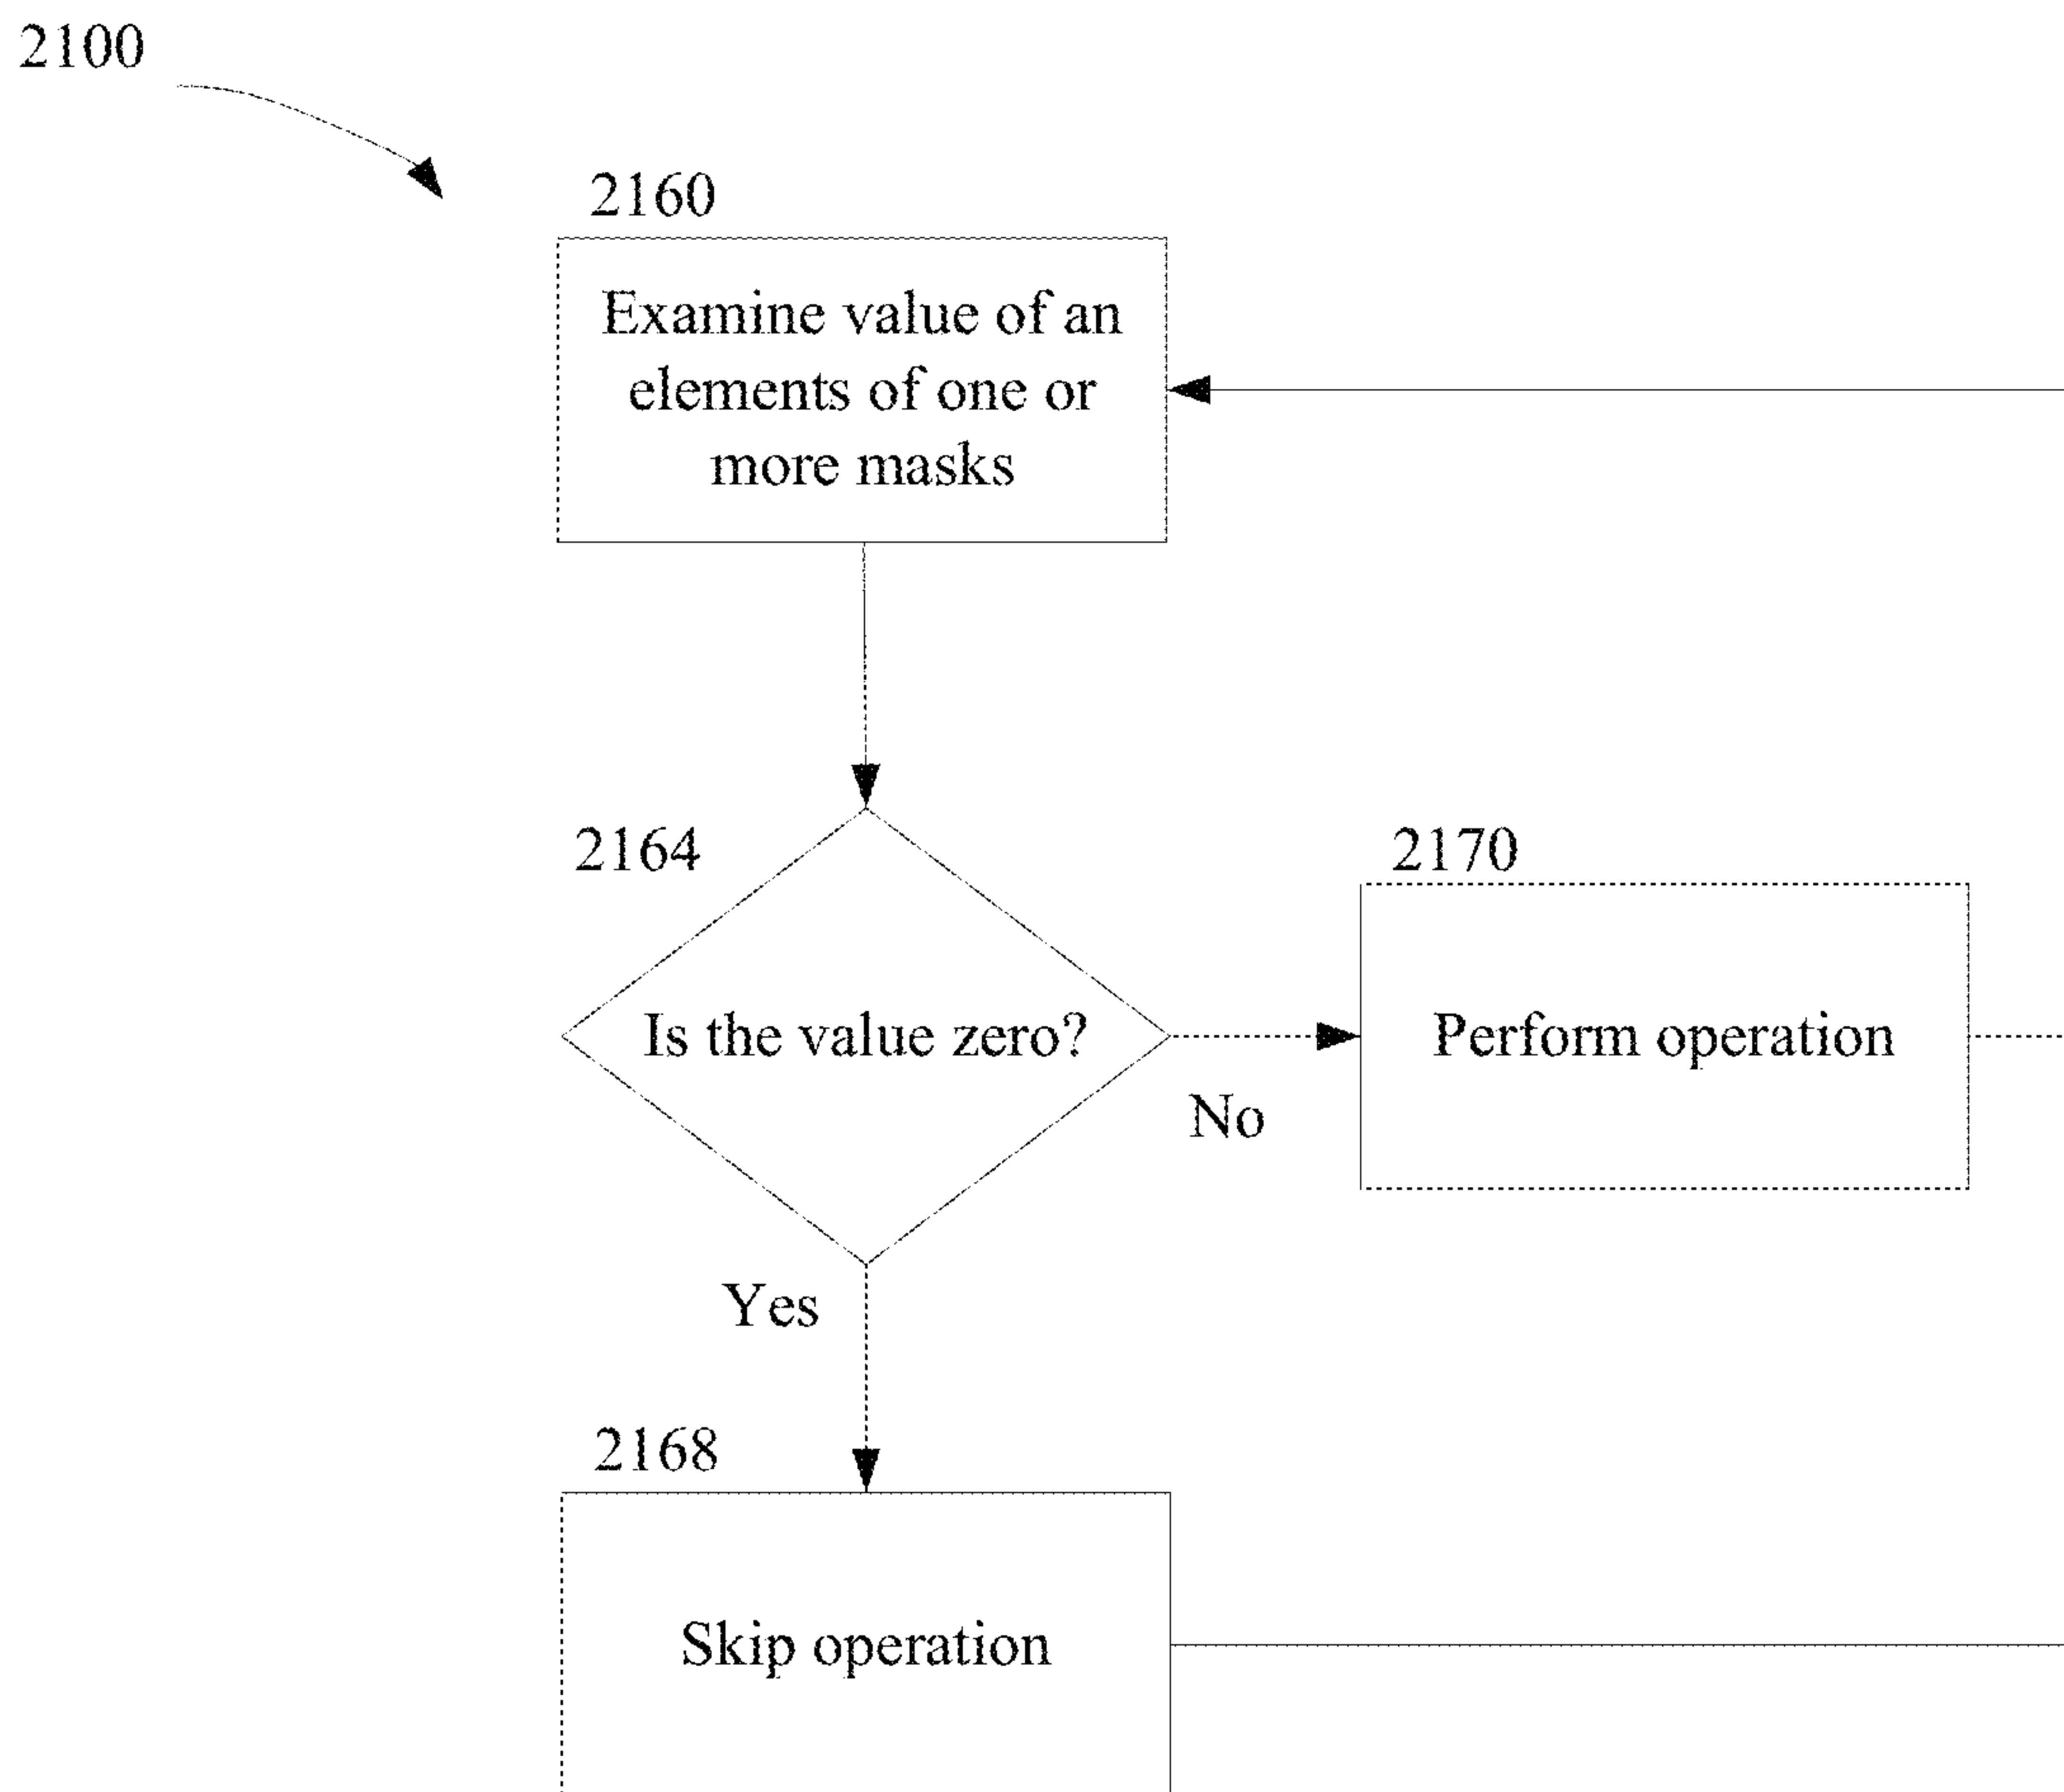 2100
2160
Examine value of an
elements of one or
more masks
2164
Is the value zero?
No
2170
Perform operation
Yes
2168
Skip operation